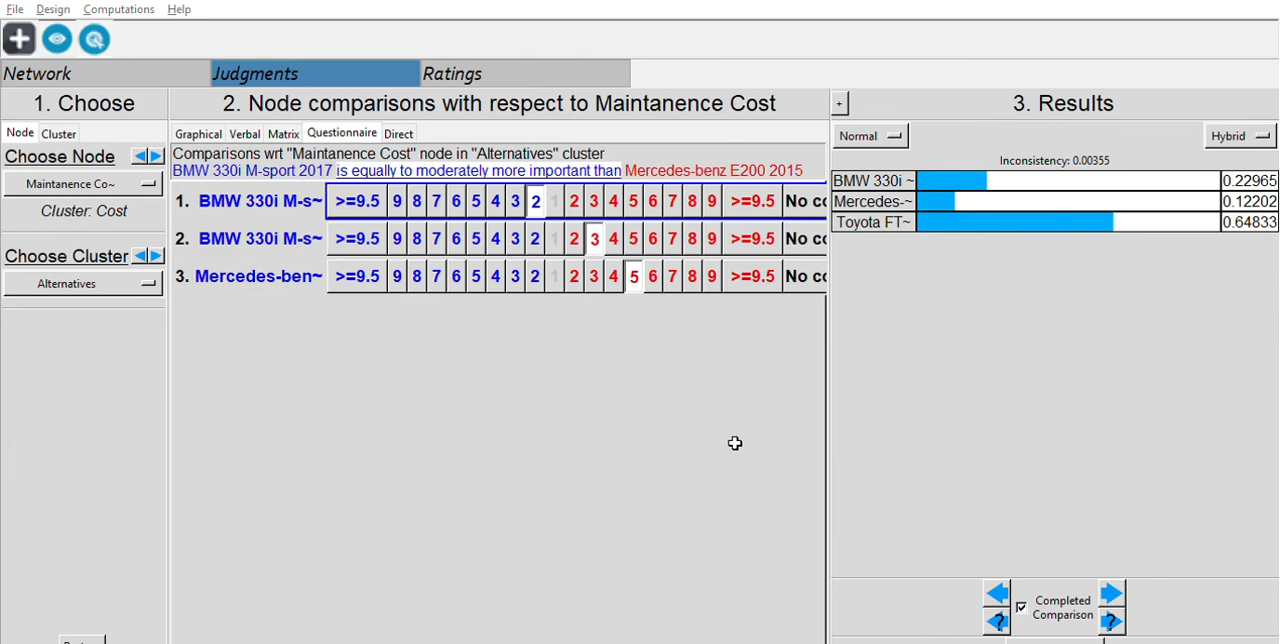 File Design Computations Help
Network Judgments Ratings
1. Choose
2. Node comparisons with respect to Maintanence Cost
+
3. Results
Node Cluster
Graphical Verbal Matrix Questionnaire Direct
Normal
Hybrid
Choose Node
Maintanence Co~
Cluster: Cost
Choose Cluster
Alternatives
Comparisons wrt "Maintanence Cost" node in "Alternatives" cluster
BMW 330i M-sport 2017 is equally to moderately more important than Mercedes-benz E200 2015
1. BMW 330i M-s~ >=9.5 9 8 7 6 5 4 3 2 1 2 3 4 5 6 7 8 9 >=9.5 No co
2. BMW 330i M-s~ >=9.5 9 8 7 6 5 4 3 2 1 2 3 4 5 6 7 8 9 >=9.5 No co
3. Mercedes-ben~ >=9.5 9 8 7 6 5 4 3 2 1 2 3 4 5 6 7 8 9 >=9.5 No co
Inconsistency: 0.00355
BMW 330i ~ 0.22965
Mercedes-~ 0.12202
Toyota FT~ 0.64833
Completed
Comparison
? ?